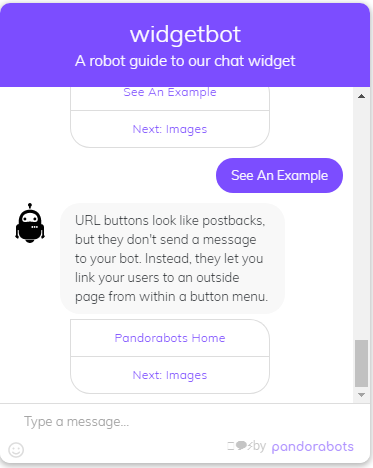 widgetbot
A robot guide to our chat widget
See An Example
Next: Images
See An Example
URL buttons look like postbacks,
but they don't send a message
to your bot. Instead, they let you
link your users to an outside
page from within a button menu.
Pandorabots Home
Next: Images
Type a message...
by pandorabots